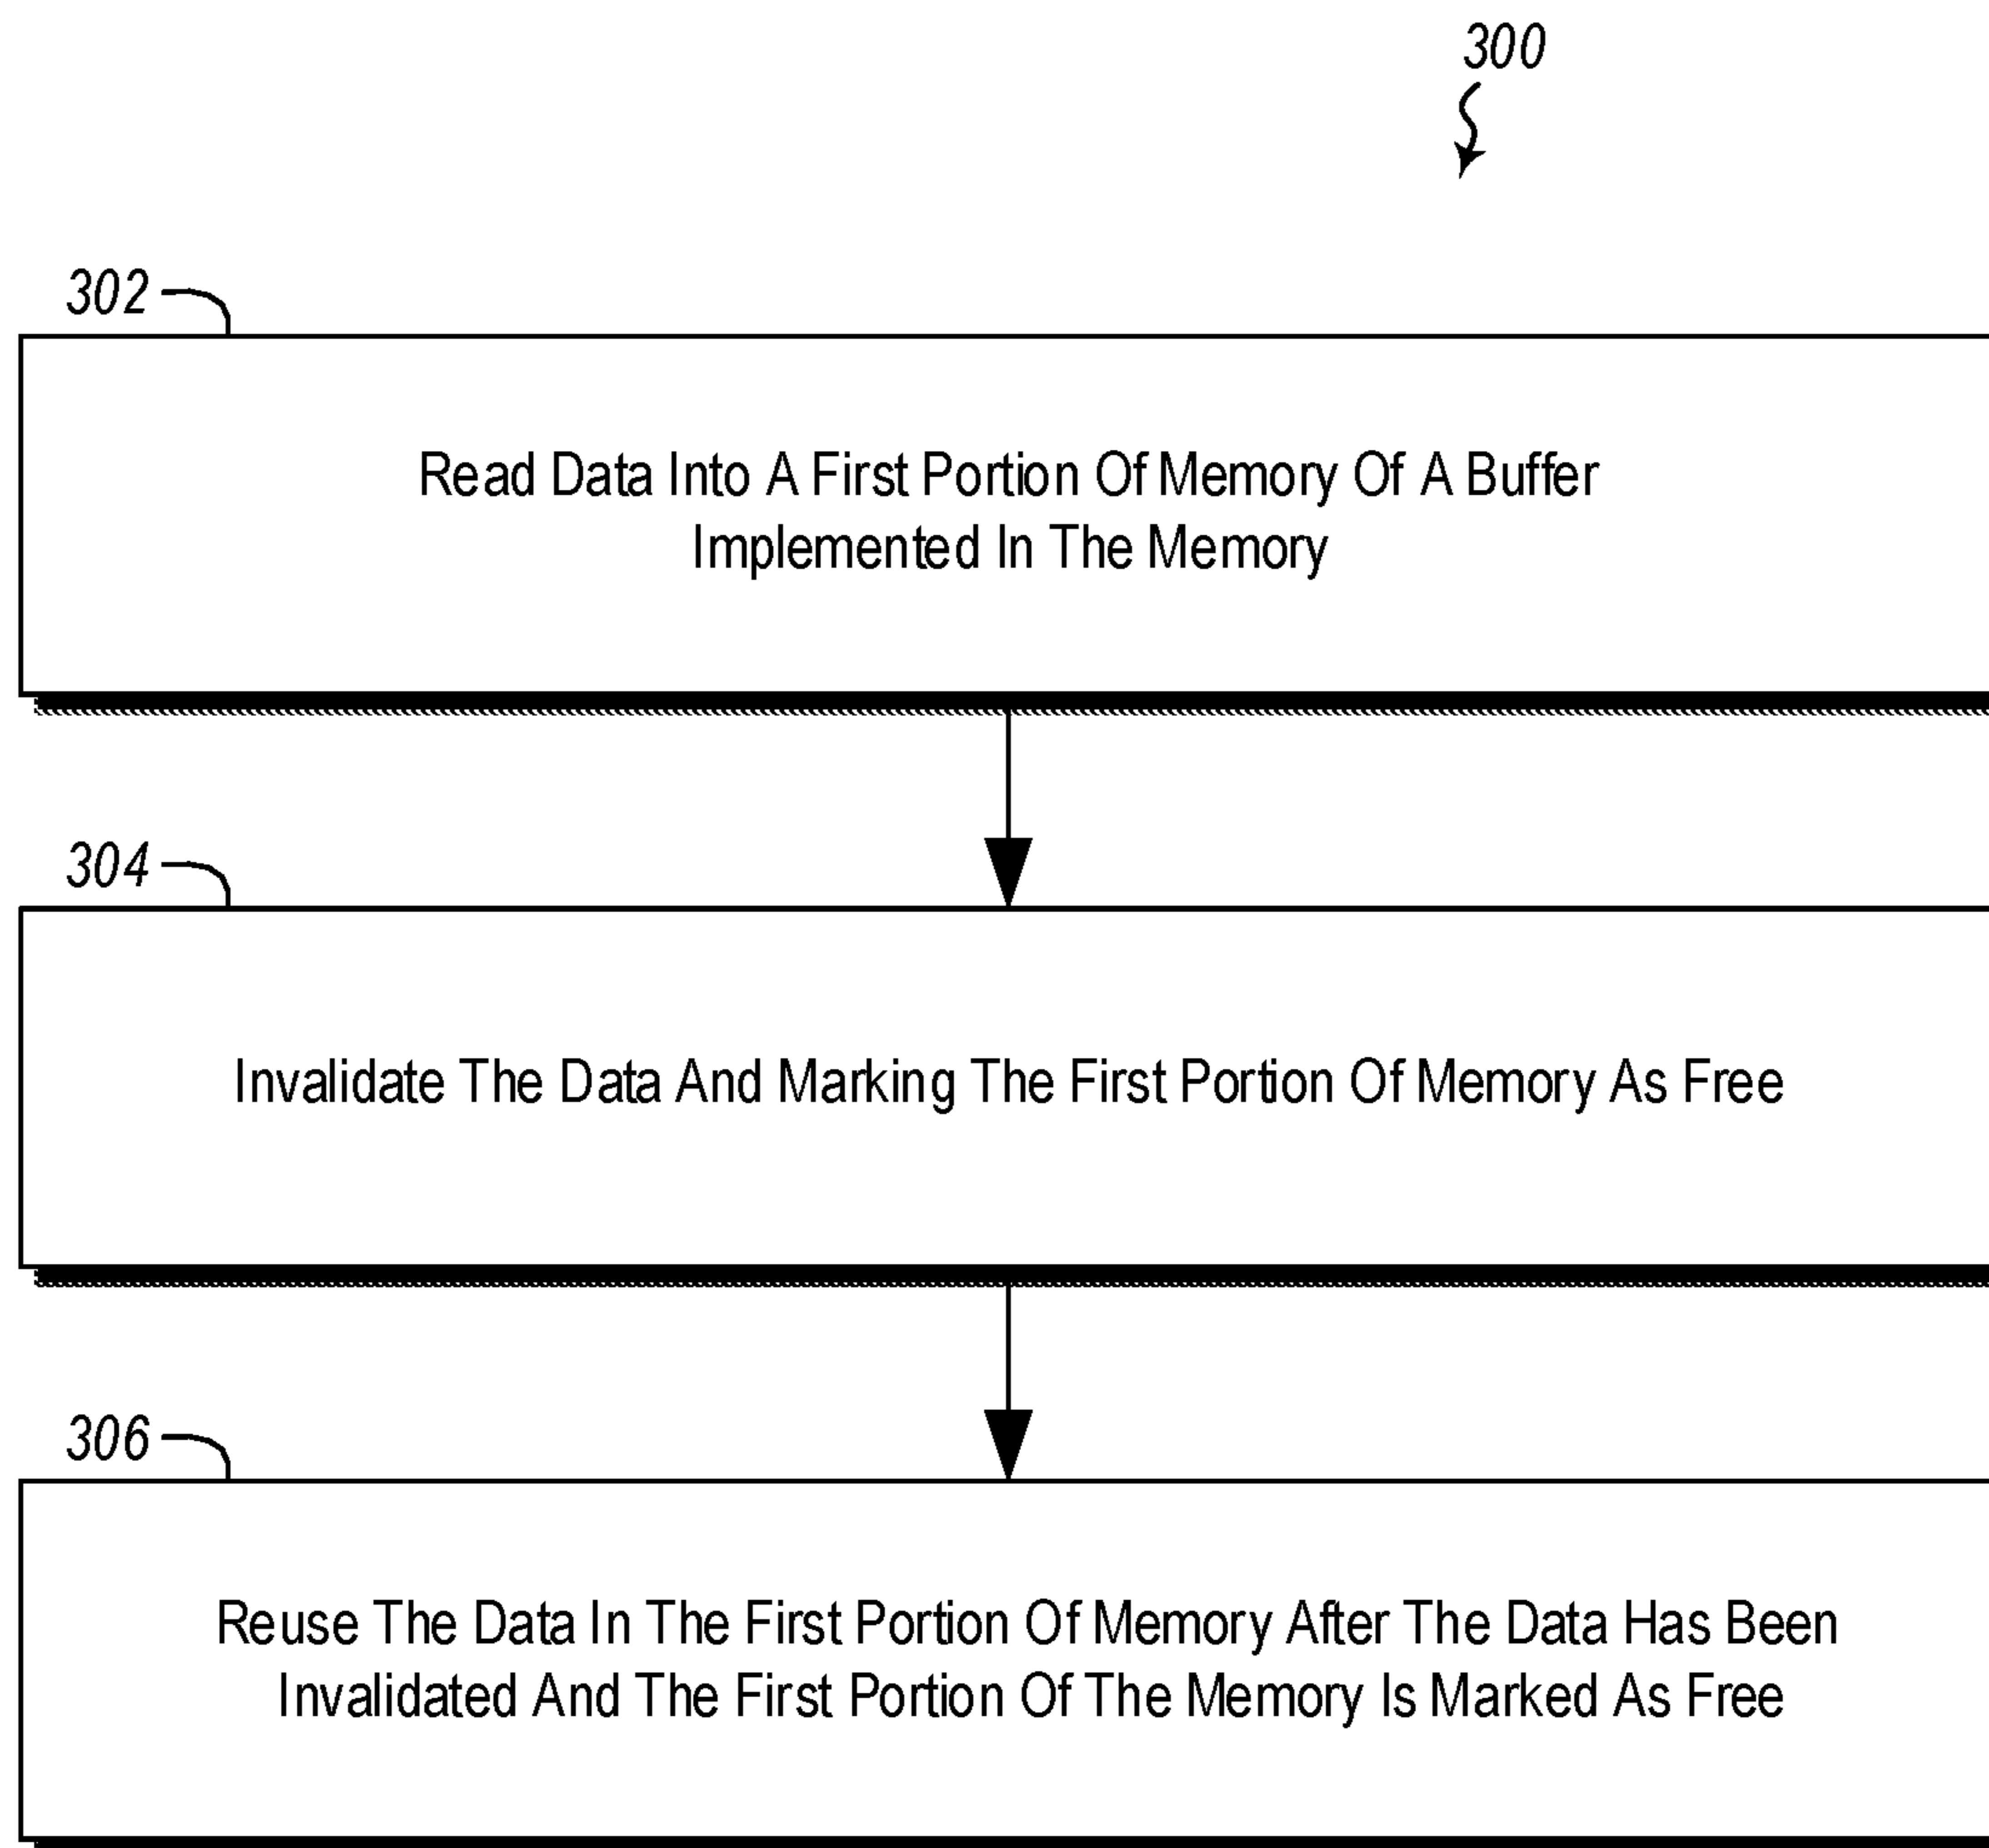 300
302
Read Data Into A First Portion Of Memory Of A Buffer
Implemented In The Memory
304
Invalidate The Data And Marking The First Portion Of Memory As Free
306
Reuse The Data In The First Portion Of Memory After The Data Has Been
Invalidated And The First Portion Of The Memory Is Marked As Free